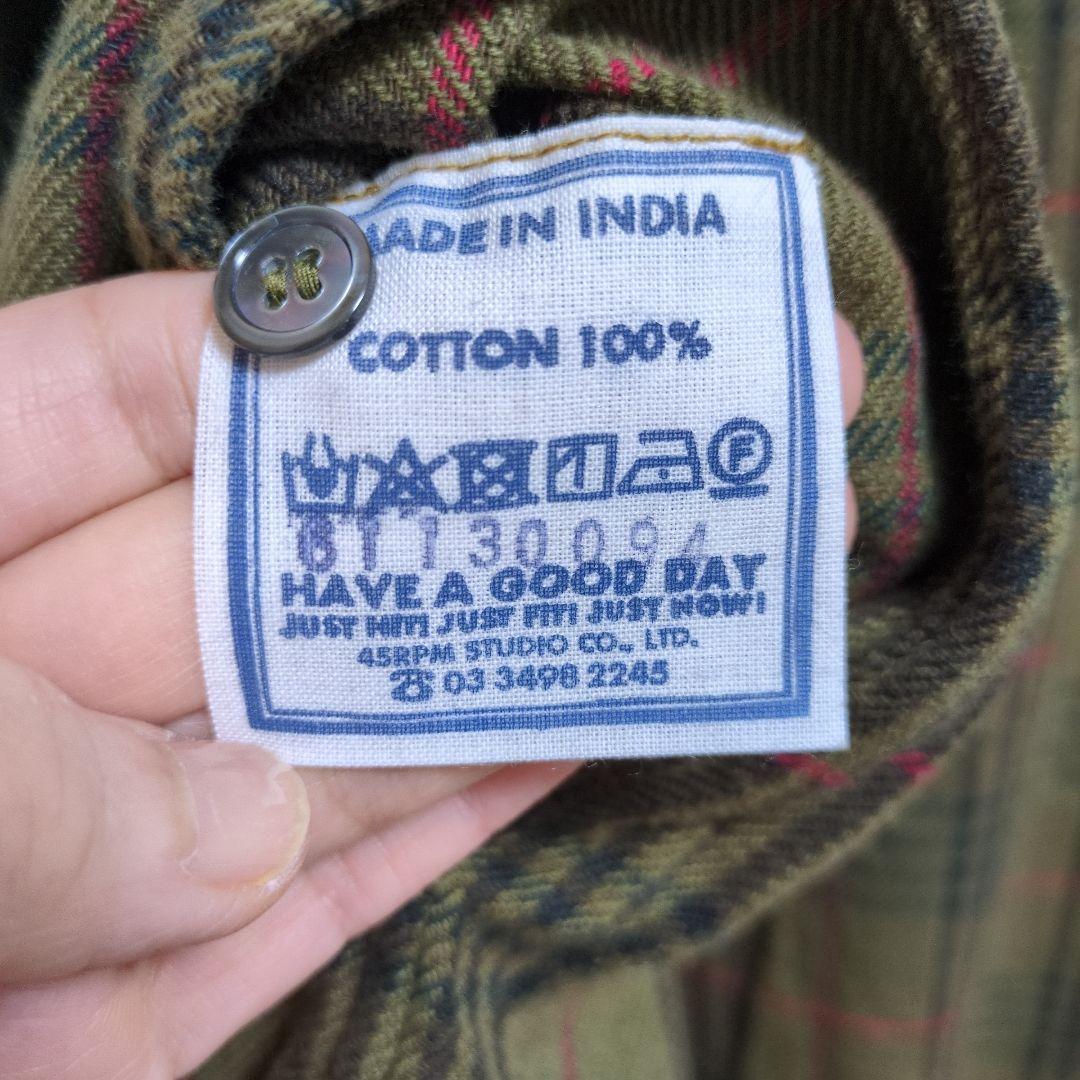 MADE IN INDIA
COTTON 100%
F
81130094
HAVE A GOOD DAY
JUST HIT! JUST FIT! JUST NOW!
45RPM STUDIO CO., LTD.
☎ 03 3498 2245